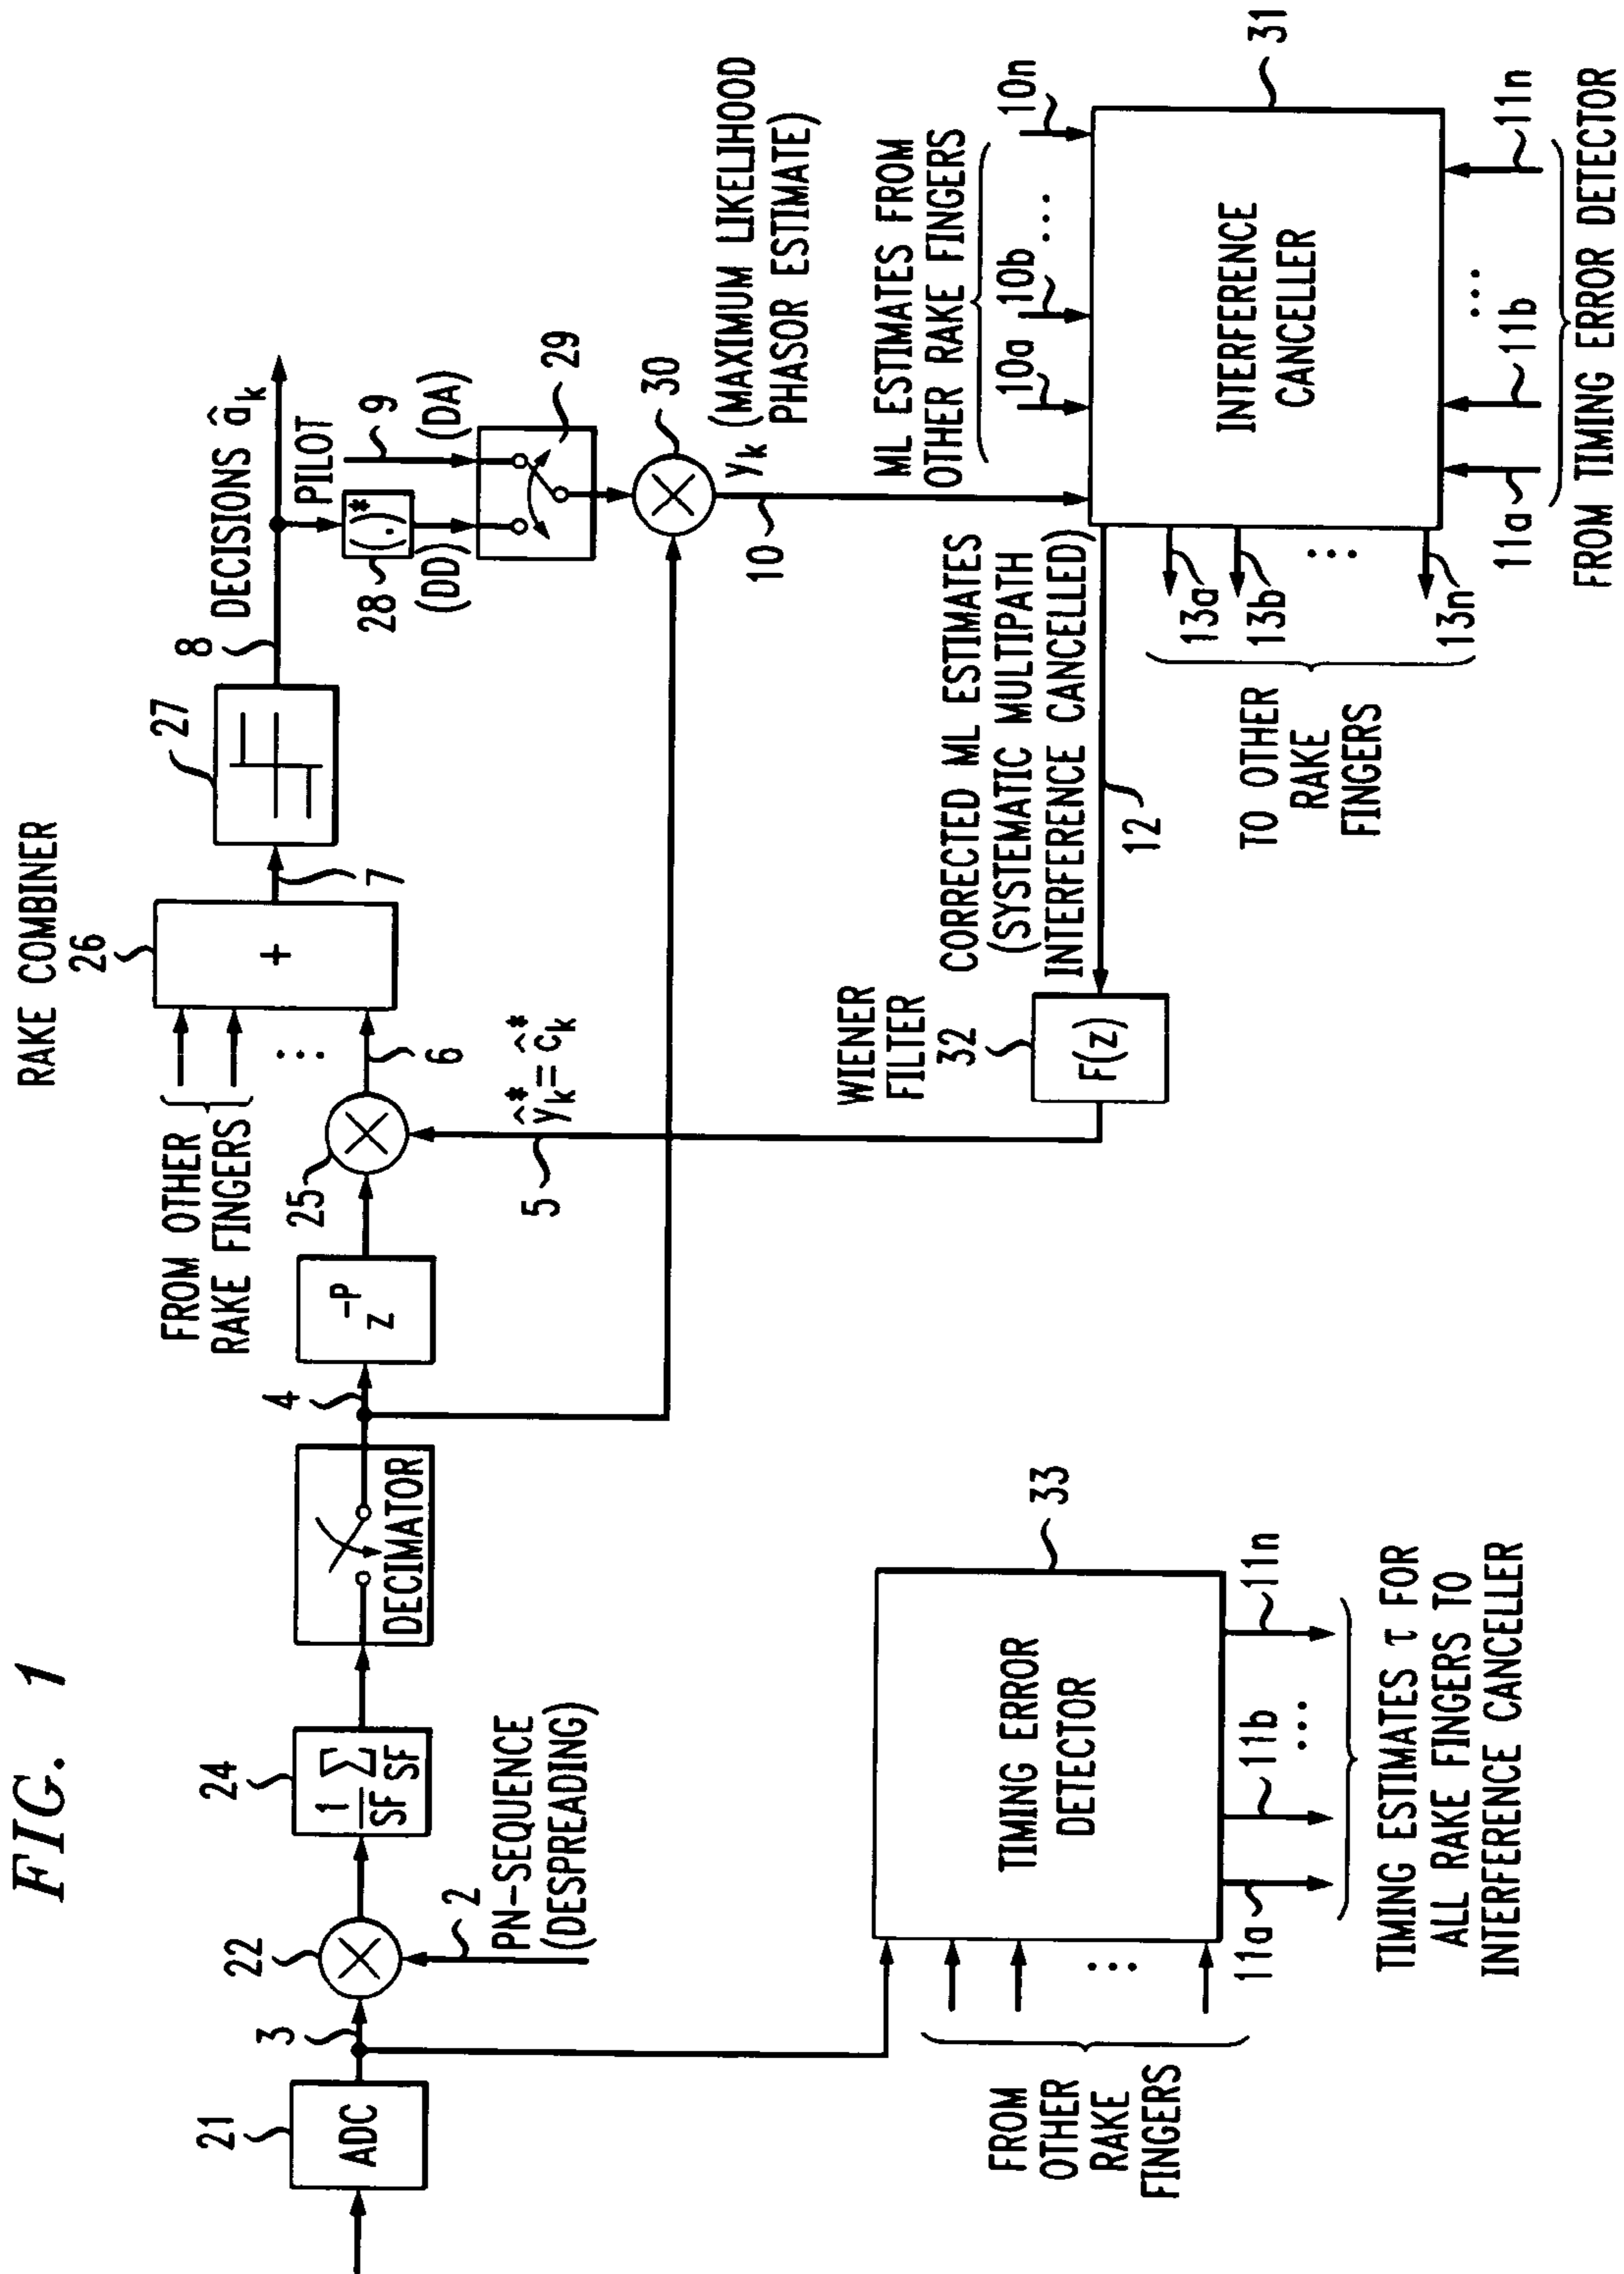 FIG. 1
21
ADC
3
22
2
PN-SEQUENCE
(DESPREADING)
24
1/SF Σ SF
DECIMATOR
4
z^-P
25
5
ŷ*k = ĉ*k
6
FROM OTHER
RAKE FINGERS
RAKE COMBINER
26
+
7
27
8
DECISIONS âk
PILOT
28
(.)*
(DD)
9
(DA)
29
30
yk (MAXIMUM LIKELIHOOD
PHASOR ESTIMATE)
10
ML ESTIMATES FROM
OTHER RAKE FINGERS
10a
10b
...
10n
INTERFERENCE
CANCELLER
31
11a
11b
...
11n
FROM TIMING ERROR DETECTOR
13a
13b
...
13n
TO OTHER
RAKE
FINGERS
CORRECTED ML ESTIMATES
(SYSTEMATIC MULTIPATH
INTERFERENCE CANCELLED)
12
WIENER
FILTER
32
F(z)
TIMING ERROR
DETECTOR
33
FROM
OTHER
RAKE
FINGERS
...
11a
11b
...
11n
TIMING ESTIMATES τ FOR
ALL RAKE FINGERS TO
INTERFERENCE CANCELLER